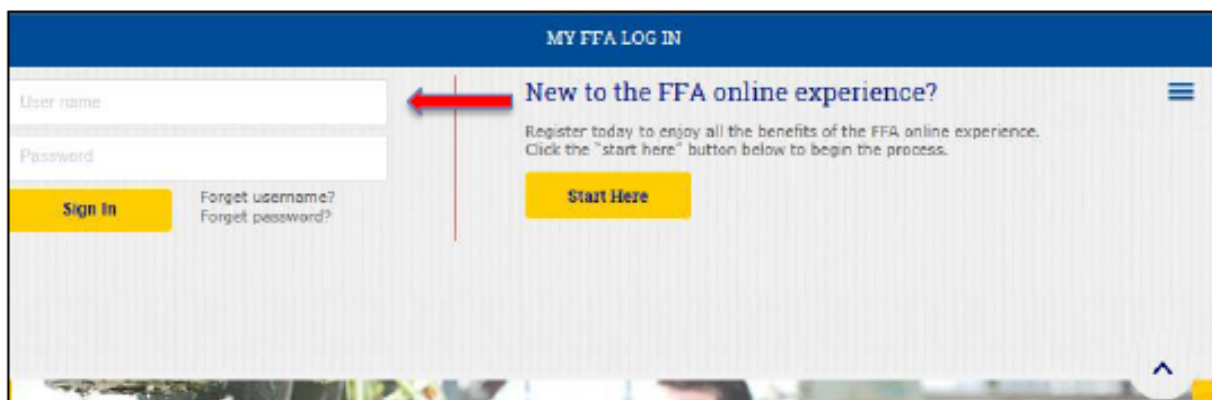 MY FFA LOG IN
User name
Password
Sign In
Forget username?
Forget password?
New to the FFA online experience?
Register today to enjoy all the benefits of the FFA online experience.
Click the "start here" button below to begin the process.
Start Here